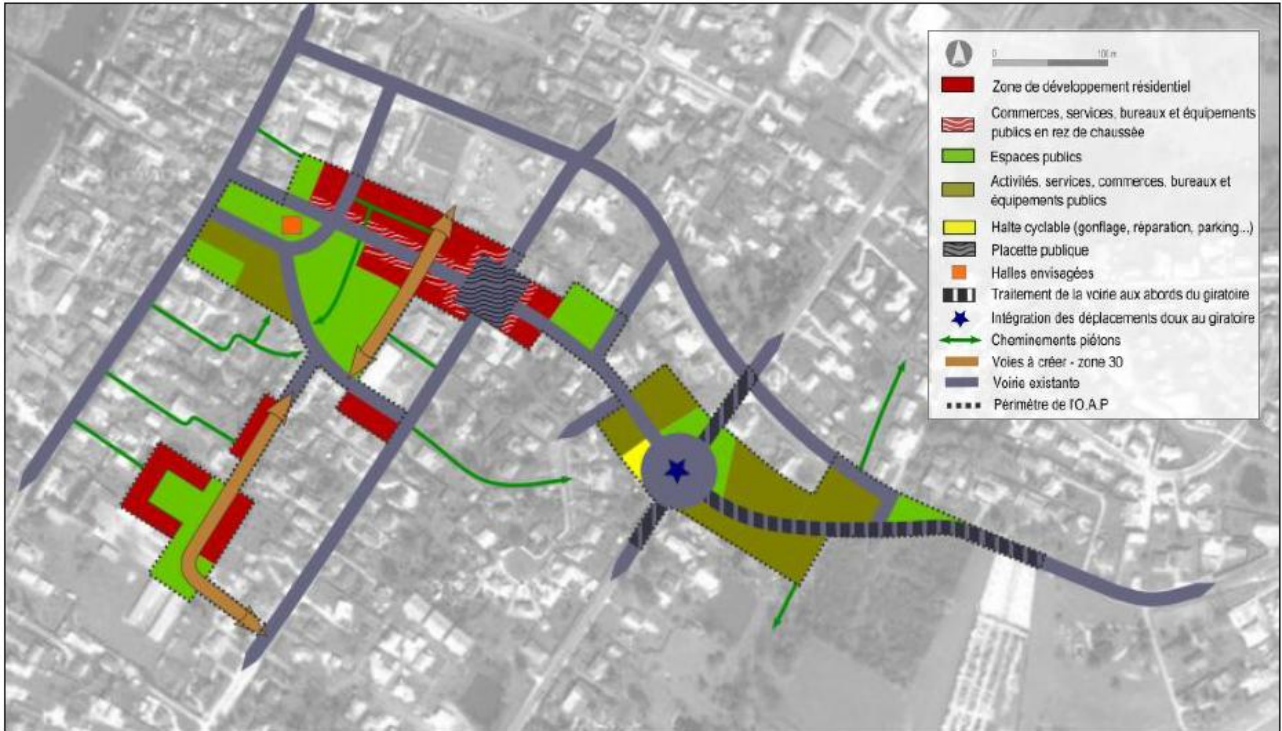 0 100 m
Zone de développement résidentiel
Commerces, services, bureaux et équipements
publics en rez de chaussée
Espaces publics
Activités, services, commerces, bureaux et
équipements publics
Halte cyclable (gonflage, réparation, parking...)
Placette publique
Halles envisagées
Traitement de la voirie aux abords du giratoire
Intégration des déplacements doux au giratoire
Cheminements piétons
Voies à créer - zone 30
Voirie existante
Périmètre de l'O.A.P